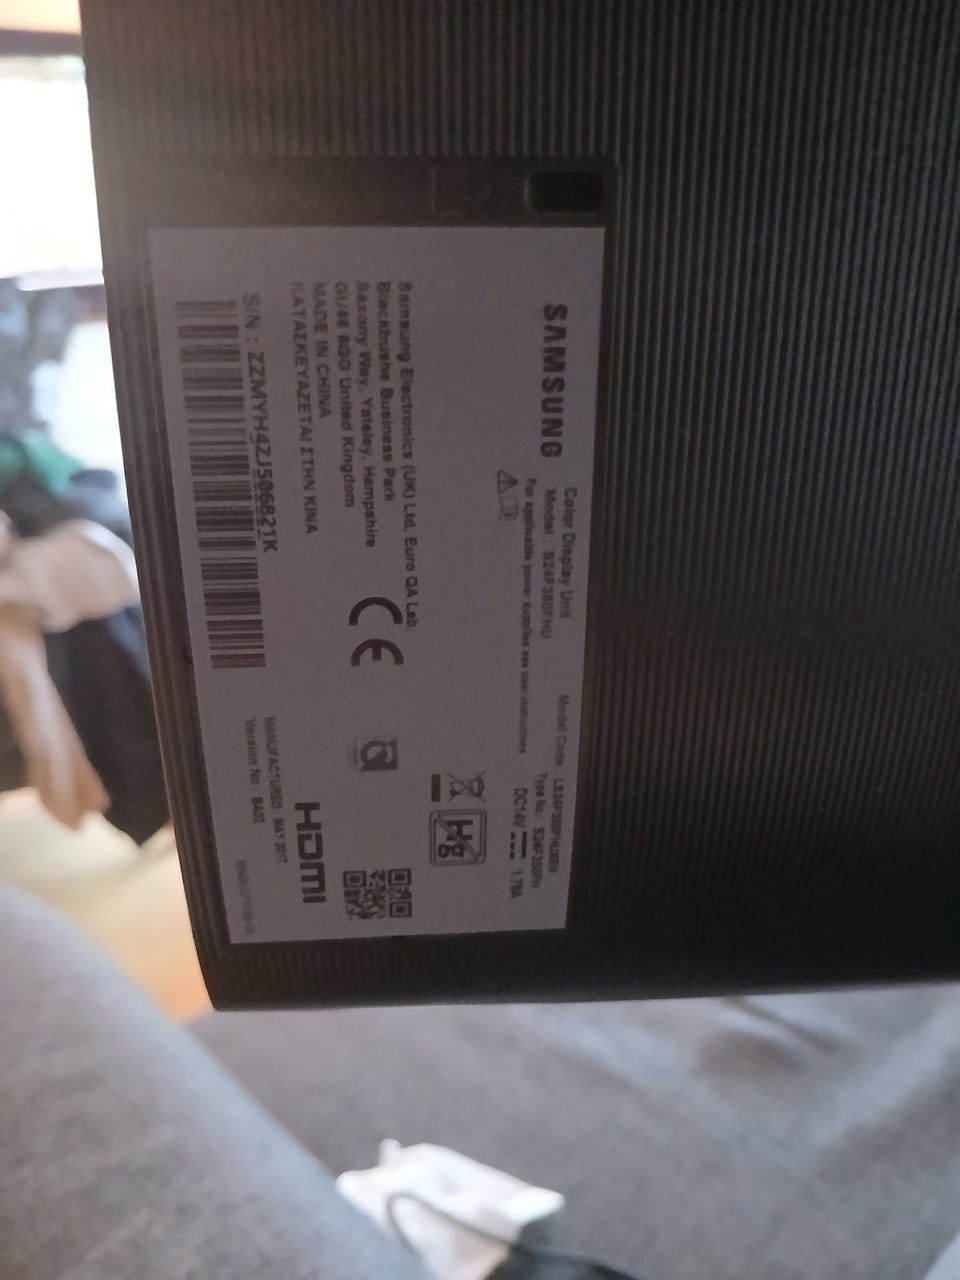 SAMSUNG
Color Display Unit
Model : S24F350FHU
For applicable power supplies see user instructions
Model Code : LS24F350FHUXEN
Type No. : S24F350FH
DC14V 1.78A
Samsung Electronics (UK) Ltd, Euro QA Lab.
Blackbushe Business Park
Saxony Way, Yateley, Hampshire
GU46 6GG United Kingdom
MADE IN CHINA
ΚΑΤΑΣΚΕΥΑΖΕΤΑΙ ΣΤΗΝ ΚΙΝΑ
CE
Hg
HDMI
S/N : ZZMYH4ZJ506821K
MANUFACTURED : MAY 2017
Version No : BA02